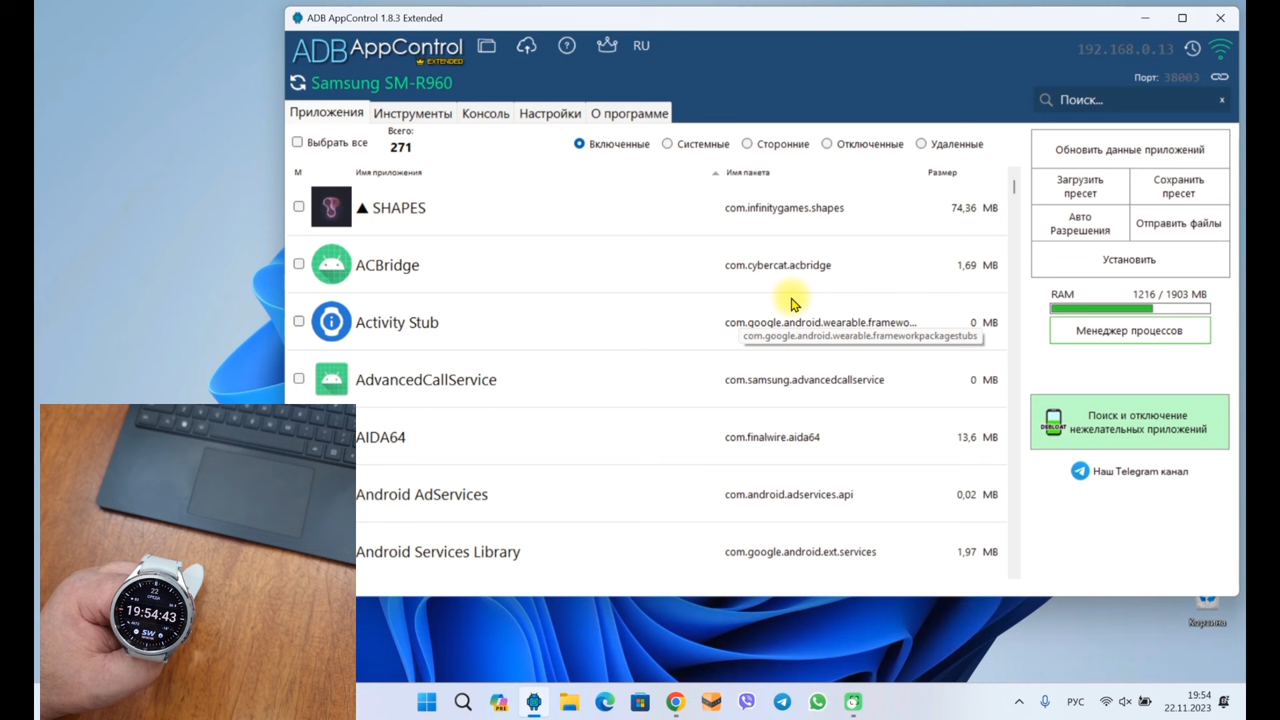 ADB AppControl 1.8.3 Extended
ADB AppControl
EXTENDED
RU
192.168.0.13
Samsung SM-R960
Порт: 38003
Поиск... x
Приложения Инструменты Консоль Настройки О программе
Выбрать все
Всего:
271
Включенные Системные Сторонние Отключенные Удаленные
М Имя приложения Имя пакета Размер
▲ SHAPES com.infinitygames.shapes 74,36 MB
ACBridge com.cybercat.acbridge 1,69 MB
Activity Stub com.google.android.wearable.framewo... 0 MB
com.google.android.wearable.frameworkpackagestubs
AdvancedCallService com.samsung.advancedcallservice 0 MB
AIDA64 com.finalwire.aida64 13,6 MB
Android AdServices com.android.adservices.api 0,02 MB
Android Services Library com.google.android.ext.services 1,97 MB
Обновить данные приложений
Загрузить
пресет
Сохранить
пресет
Авто
Разрешения
Отправить файлы
Установить
RAM 1216 / 1903 MB
Менеджер процессов
DEBLOAT
Поиск и отключение
нежелательных приложений
Наш Telegram канал
22
СРЕДА
19:54:43
SW
Корзина
PRE
РУС
19:54
22.11.2023